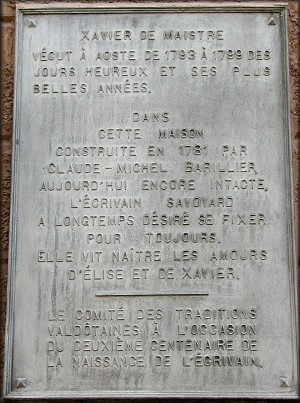 XAVIER DE MAISTRE
VÉCUT À AOSTE DE 1793 À 1799 DES
JOURS HEUREUX ET SES PLUS
BELLES ANNÉES.
DANS
CETTE MAISON
CONSTRUITE EN 1781 PAR
CLAUDE-MICHEL BARILLIER
AUJOURD'HUI ENCORE INTACTE,
L'ÉCRIVAIN SAVOYARD
A LONGTEMPS DÉSIRÉ SE FIXER
POUR TOUJOURS.
ELLE VIT NAÎTRE LES AMOURS
D'ÉLISE ET DE XAVIER.
LE COMITÉ DES TRADITIONS
VALDÔTAINES À L'OCCASION
DU DEUXIÈME CENTENAIRE DE
LA NAISSANCE DE L'ÉCRIVAIN.